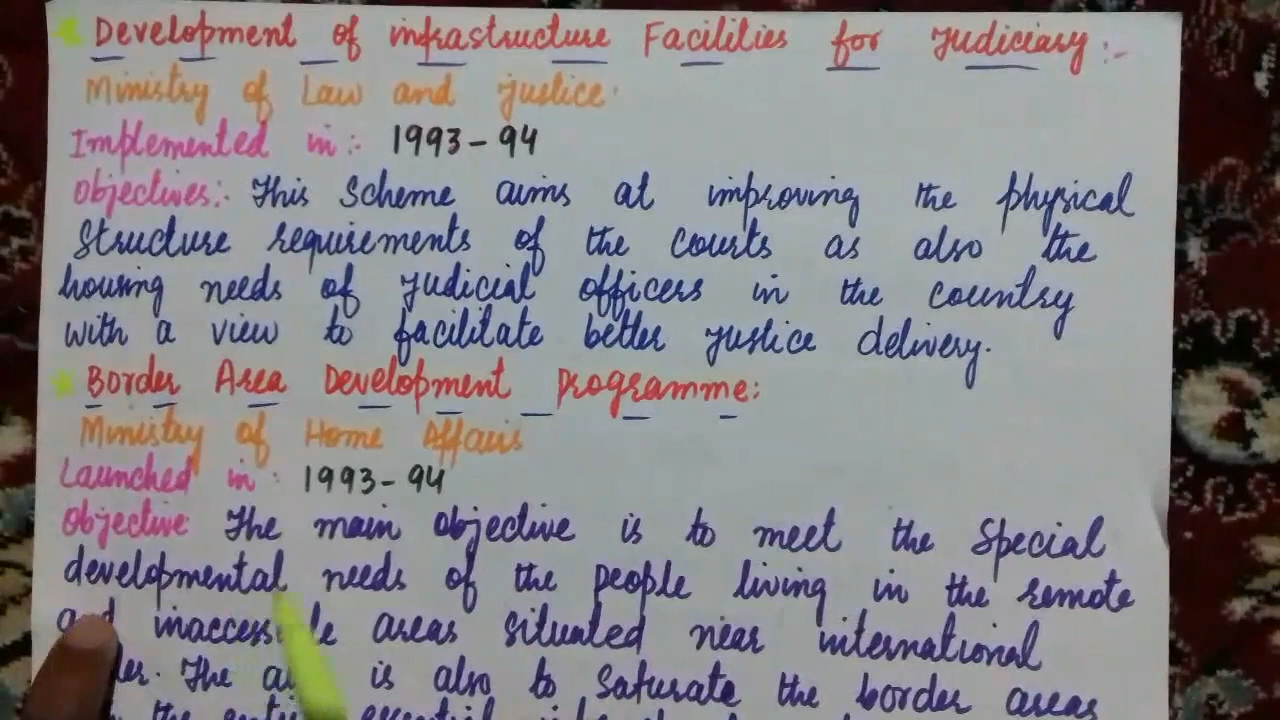 Development of infrastructure Facilities for Judiciary:-
Ministry of Law and Justice.
Implemented in:- 1993-94
Objectives:- This Scheme aims at improving the physical
Structure requirements of the courts as also the
housing needs of Judicial officers in the country
with a view to facilitate better Justice delivery.
Border Area Development Programme:
Ministry of Home Affairs
Launched in: 1993-94
Objective The main objective is to meet the Special
developmental needs of the people living in the remote
and inaccessible areas situated near international
The is also to Saturate the border areas
the